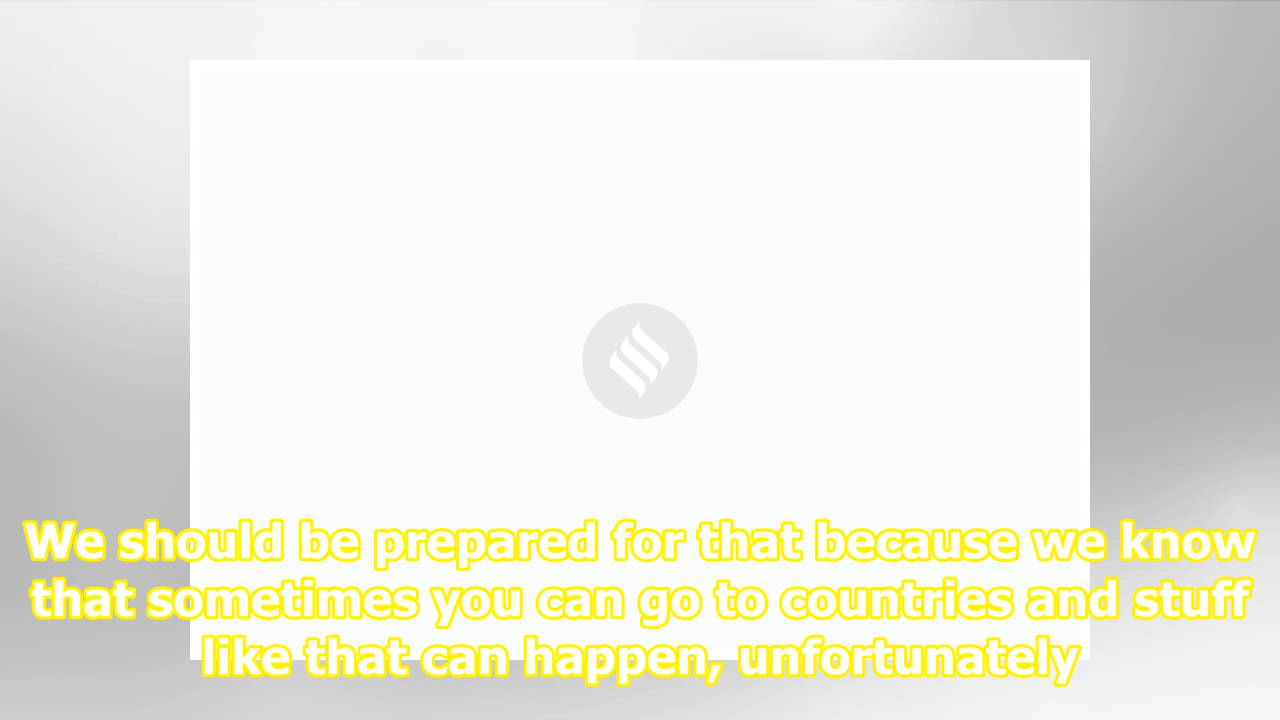 We should be prepared for that because we know
that sometimes you can go to countries and stuff
like that can happen, unfortunately